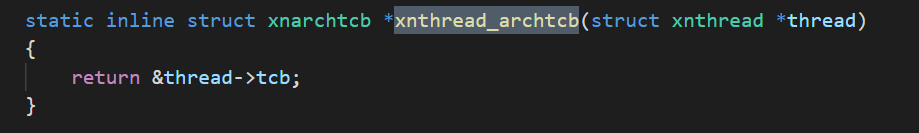 static inline struct xnarchtcb *xnthread_archtcb(struct xnthread *thread)
{
    return &thread->tcb;
}